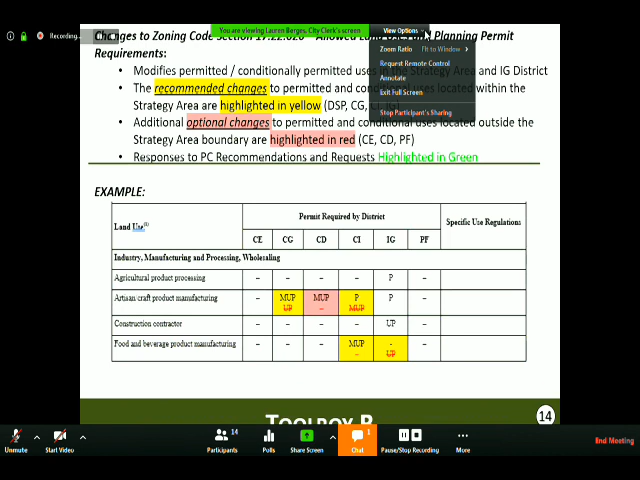 Recording...
You are viewing Lauren Berges, City Clerk's screen
View Options
Changes to Zoning Code Section 17.22.020 - Allowed Land Uses and Planning Permit
Requirements:
Zoom Ratio
Fit to Window
Request Remote Control
Annotate
Exit Full Screen
Stop Participant's Sharing
• Modifies permitted / conditionally permitted uses in the Strategy Area and IG District
• The recommended changes to permitted and conditional uses located within the
Strategy Area are highlighted in yellow (DSP, CG, CI, IG)
• Additional optional changes to permitted and conditional uses located outside the
Strategy Area boundary are highlighted in red (CE, CD, PF)
• Responses to PC Recommendations and Requests Highlighted in Green
EXAMPLE:
Land Use(1)
Permit Required by District
Specific Use Regulations
CE CG CD CI IG PF
Industry, Manufacturing and Processing, Wholesaling
Agricultural product processing – – – – P –
Artisan/craft product manufacturing – MUP MUP P P –
UP – MUP
Construction contractor – – – – UP –
Food and beverage product manufacturing – – – MUP - –
– UP
14
Unmute
Start Video
14
Participants
Polls
Share Screen
1
Chat
Pause/Stop Recording
More
End Meeting